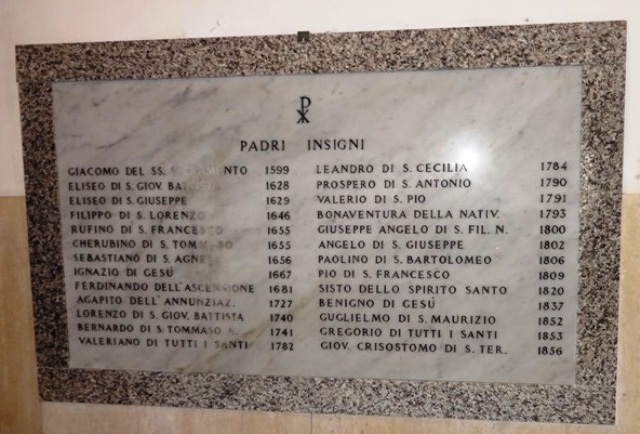 PADRI INSIGNI
GIACOMO DEL SS. 1599
ELISEO DI S. GIOV. 1628
ELISEO DI S. GIUSEPPE 1629
FILIPPO DI S. LORENZO 1646
RUFINO DI S. FRANCESCO 1655
CHERUBINO DI S. TOMMASO 1655
SEBASTIANO DI S. AGNESE 1656
IGNAZIO DI GESÚ 1667
FERDINANDO DELL'ASCENSIONE 1681
AGAPITO DELL'ANNUNZIAZ. 1727
LORENZO DI S. GIOV. BATTISTA 1740
BERNARDO DI S. TOMMASO 1741
VALERIANO DI TUTTI I SANTI 1782
LEANDRO DI S. CECILIA 1784
PROSPERO DI S. ANTONIO 1790
VALERIO DI S. PIO 1791
BONAVENTURA DELLA NATIV. 1793
GIUSEPPE ANGELO DI S. FIL. N. 1800
ANGELO DI S. GIUSEPPE 1802
PAOLINO DI S. BARTOLOMEO 1806
PIO DI S. FRANCESCO 1809
SISTO DELLO SPIRITO SANTO 1820
BENIGNO DI GESÚ 1837
GUGLIELMO DI S. MAURIZIO 1852
GREGORIO DI TUTTI I SANTI 1853
GIOV. CRISOSTOMO DI S. TER. 1856